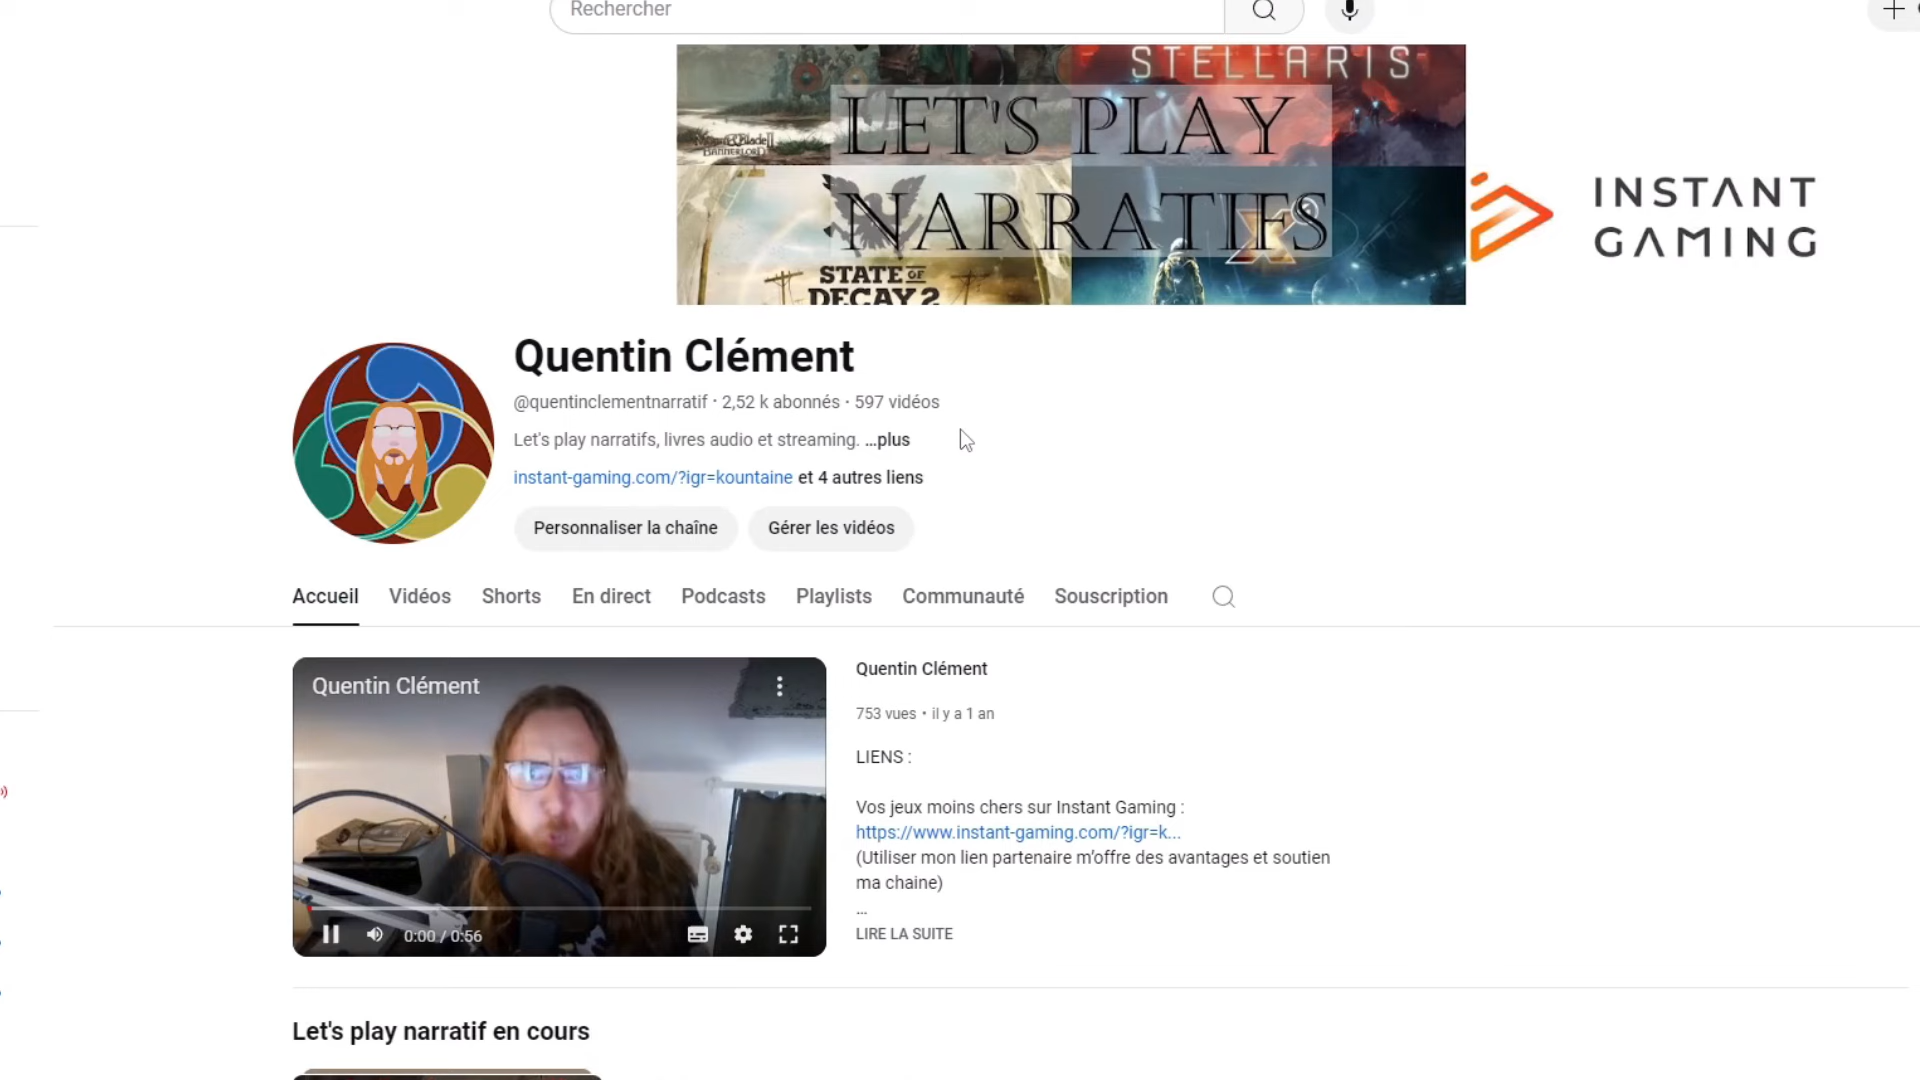 Rechercher
STELLARIS
LET'S PLAY
NARRATIFS
Mount&Blade II
BANNERLORD
STATE OF
DECAY 2
INSTANT
GAMING
Quentin Clément
@quentinclementnarratif · 2,52 k abonnés · 597 vidéos
Let's play narratifs, livres audio et streaming. ...plus
instant-gaming.com/?igr=kountaine et 4 autres liens
Personnaliser la chaîne
Gérer les vidéos
Accueil Vidéos Shorts En direct Podcasts Playlists Communauté Souscription
Quentin Clément
0:00 / 0:56
Quentin Clément
753 vues • il y a 1 an
LIENS :
Vos jeux moins chers sur Instant Gaming :
https://www.instant-gaming.com/?igr=k...
(Utiliser mon lien partenaire m'offre des avantages et soutien
ma chaine)
...
LIRE LA SUITE
Let's play narratif en cours